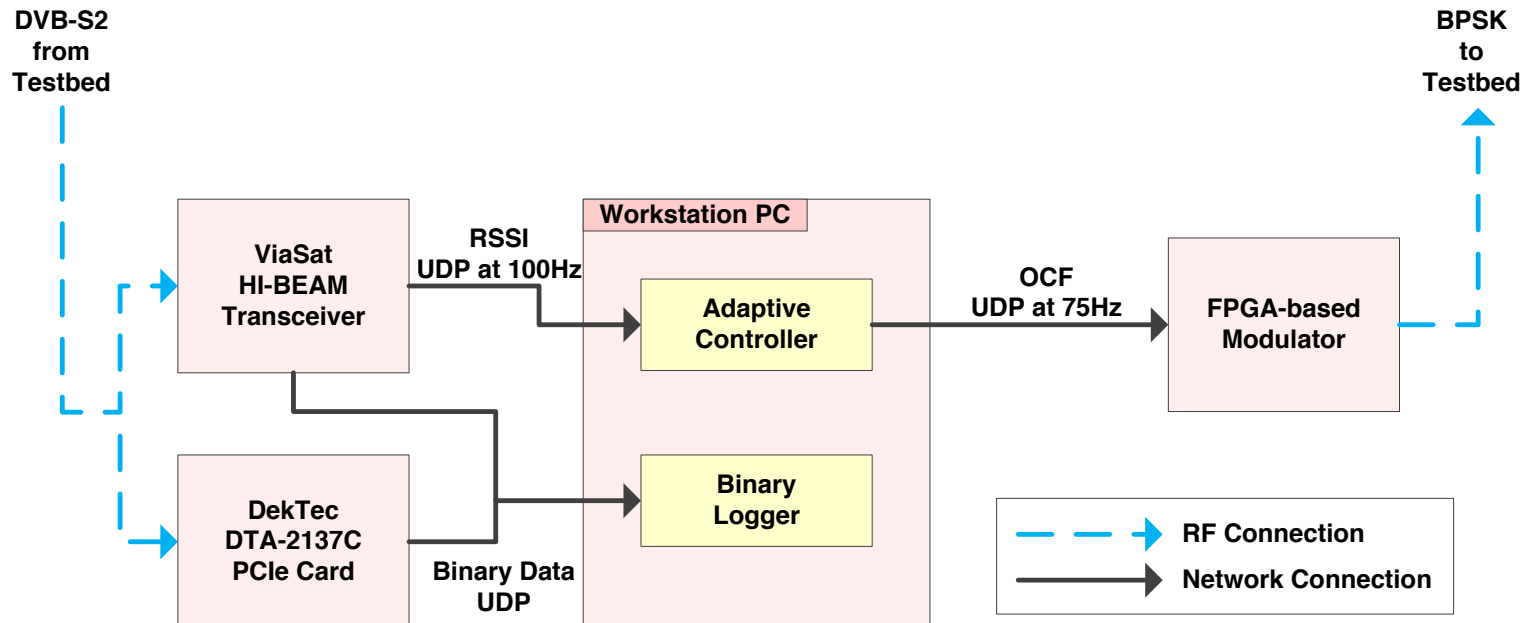 DVB-S2
from
Testbed
BPSK
to
Testbed
ViaSat
HI-BEAM
Transceiver
RSSI
UDP at 100Hz
Workstation PC
Adaptive
Controller
OCF
UDP at 75Hz
FPGA-based
Modulator
DekTec
DTA-2137C
PCIe Card
Binary Data
UDP
Binary
Logger
RF Connection
Network Connection